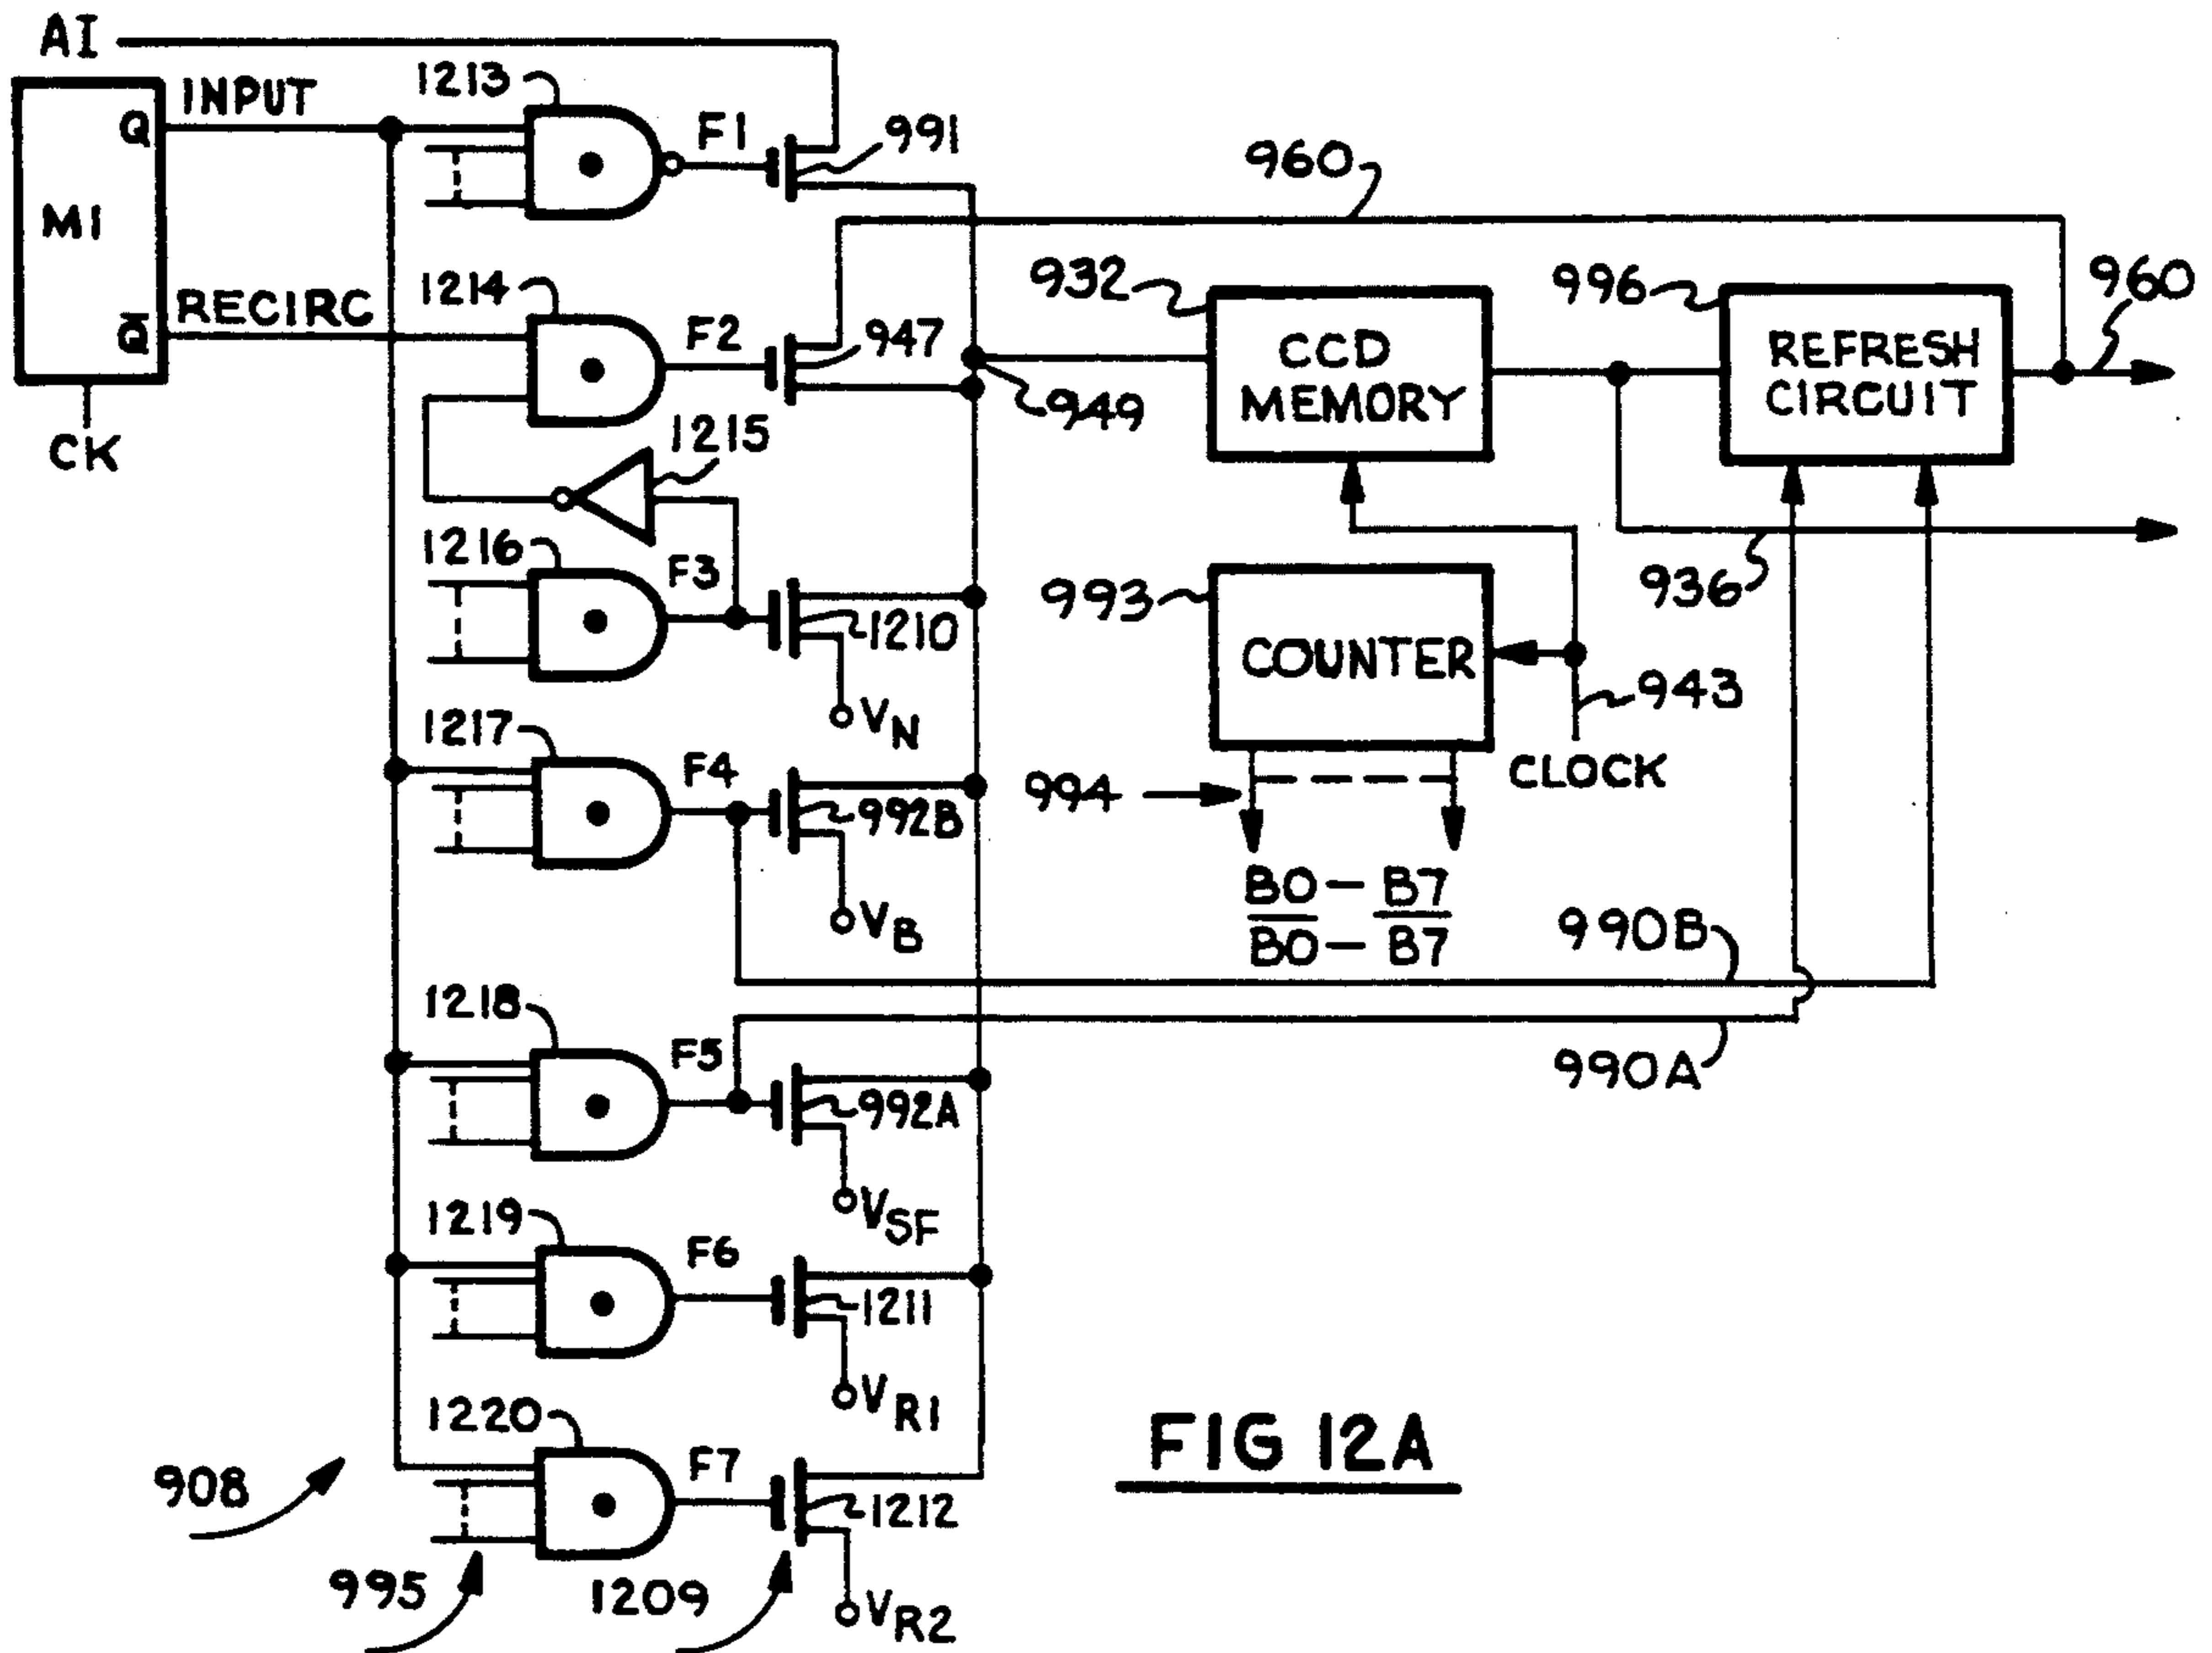 AI
1213
INPUT
Q
F1
991
960
M1
RECIRC
1214
Q̅
F2
947
932
CCD
MEMORY
996
REFRESH
CIRCUIT
960
CK
949
1215
1216
F3
1210
VN
936
993
COUNTER
943
CLOCK
1217
F4
992B
VB
994
B0 — B7
B̅0̅ — B̅7̅
990B
1218
F5
992A
VSF
990A
1219
F6
1211
VR1
1220
F7
1212
VR2
908
995
1209
FIG 12A